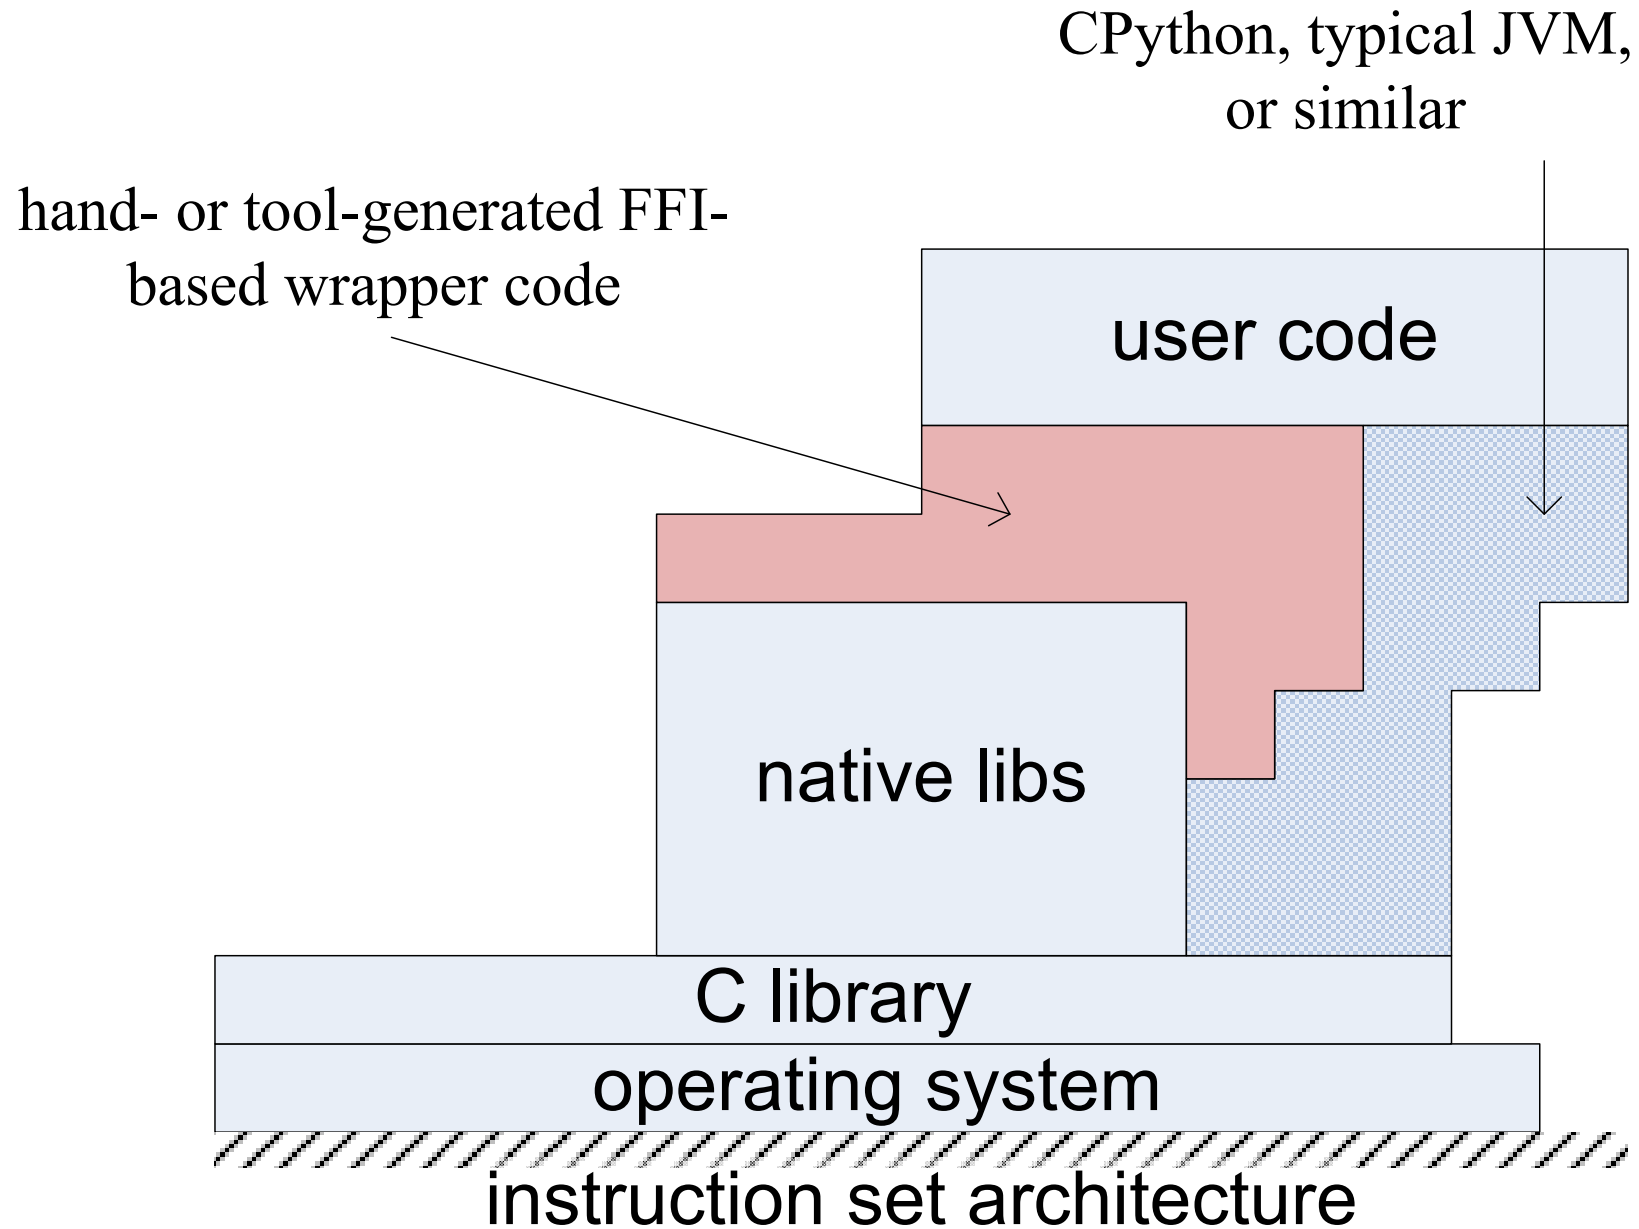 CPython, typical JVM,
or similar
hand- or tool-generated FFI-
based wrapper code
user code
native libs
C library
operating system
instruction set architecture